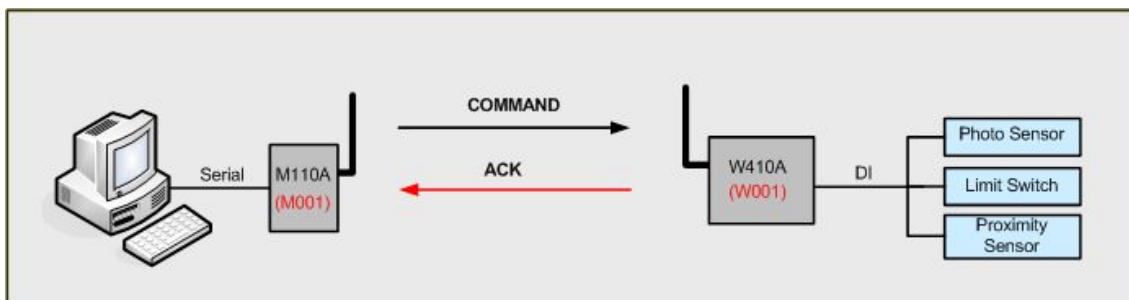 COMMAND
Serial
M110A
(M001)
ACK
W410A
(W001)
DI
Photo Sensor
Limit Switch
Proximity
Sensor